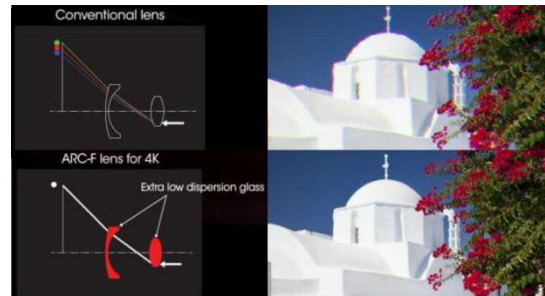 Conventional lens
ARC-F lens for 4K
Extra low dispersion glass